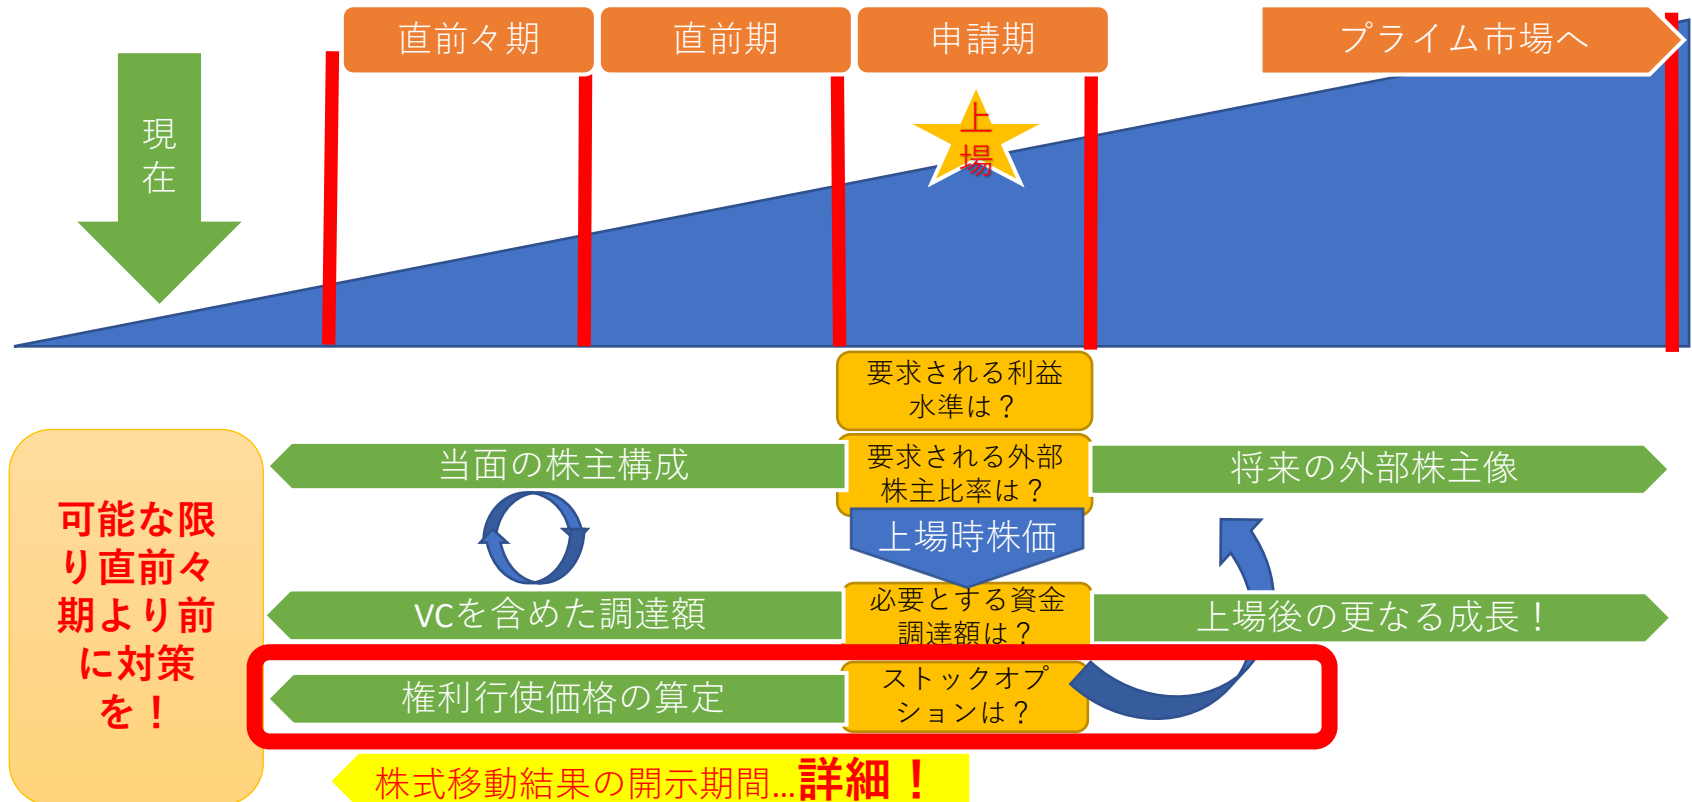 直前々期
直前期
申請期
プライム市場へ
現
在
上
場
要求される利益
水準は？
当面の株主構成
要求される外部
株主比率は？
将来の外部株主像
上場時株価
可能な限
り直前々
期より前
に対策
を！
VCを含めた調達額
必要とする資金
調達額は？
上場後の更なる成長！
権利行使価格の算定
ストックオプ
ションは？
株式移動結果の開示期間…詳細！